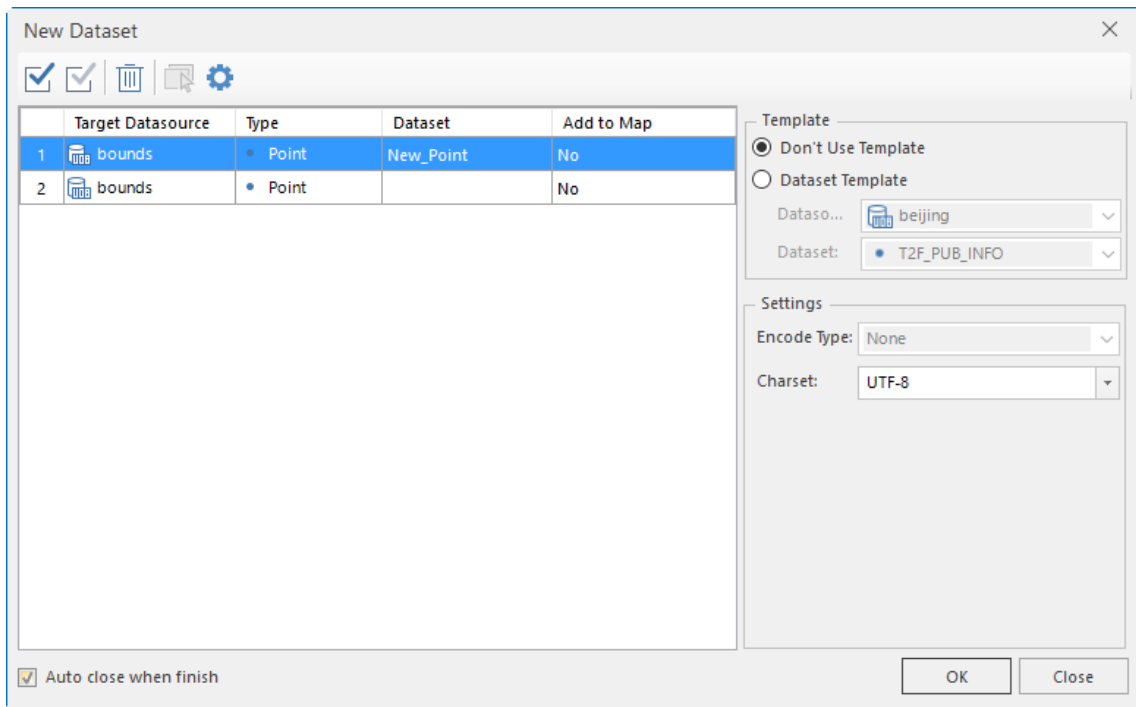 New Dataset
Target Datasource Type Dataset Add to Map
1 bounds Point New_Point No
2 bounds Point No
Template
Don't Use Template
Dataset Template
Dataso... beijing
Dataset: T2F_PUB_INFO
Settings
Encode Type: None
Charset: UTF-8
Auto close when finish
OK Close